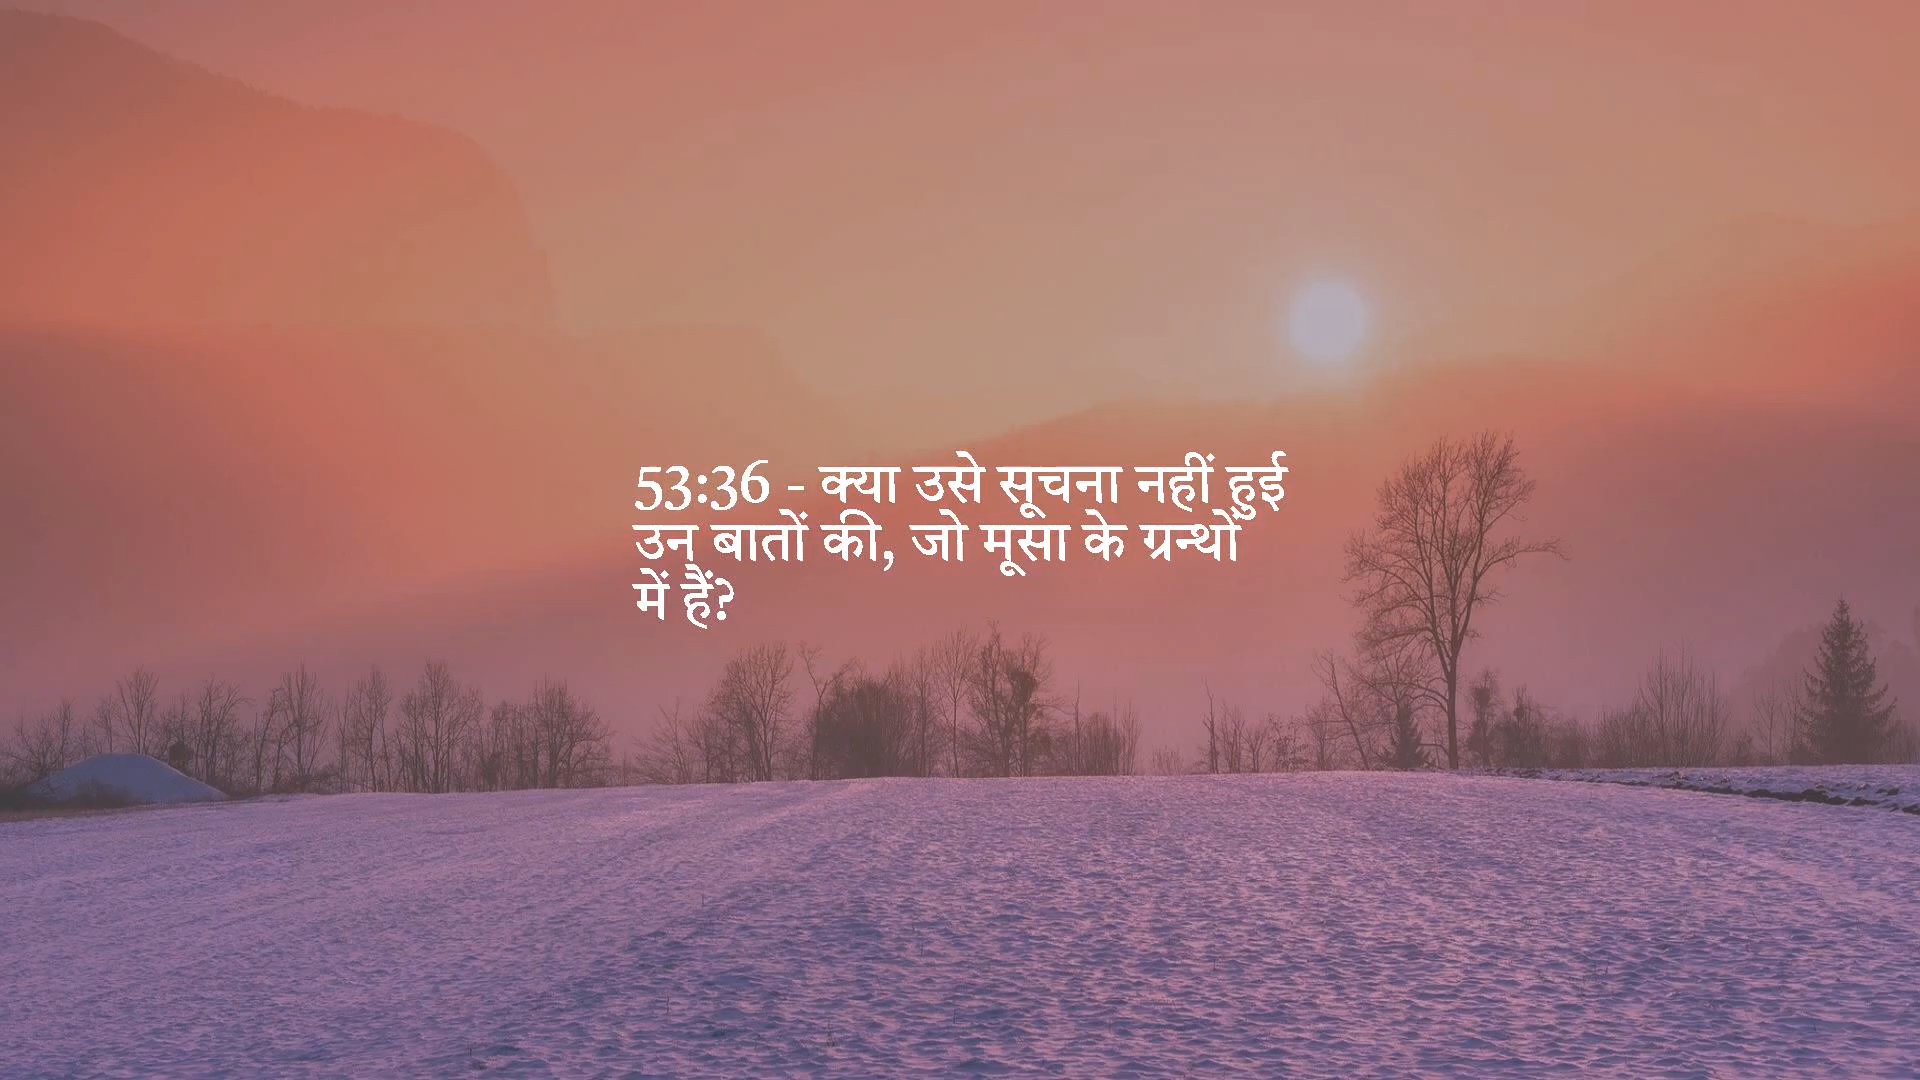 53:36 - क्या उसे सूचना नहीं हुई
उन बातों की, जो मूसा के ग्रन्थों
में हैं?